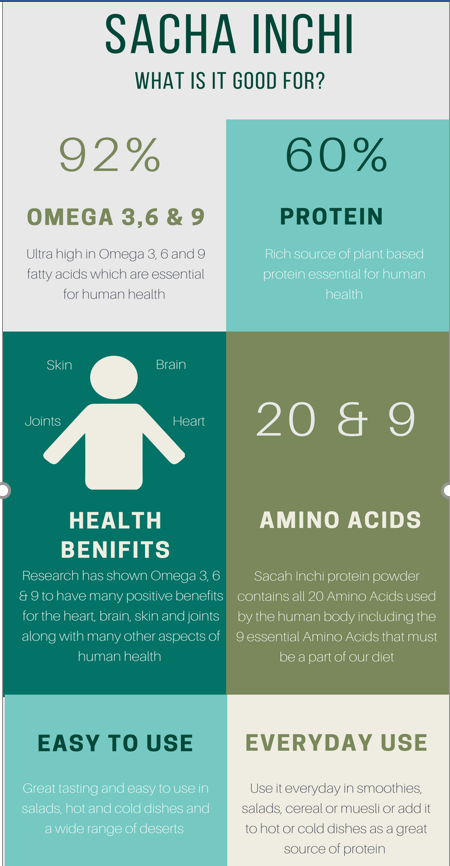 SACHA INCHI
WHAT IS IT GOOD FOR?
92%
OMEGA 3,6 & 9
Ultra high in Omega 3, 6 and 9
fatty acids which are essential
for human health
60%
PROTEIN
Rich source of plant based
protein essential for human
health
Skin
Brain
Joints
Heart
HEALTH
BENIFITS
Research has shown Omega 3, 6
& 9 to have many positive benefits
for the heart, brain, skin and joints
along with many other aspects of
human health
20 & 9
AMINO ACIDS
Sacah Inchi protein powder
contains all 20 Amino Acids used
by the human body including the
9 essential Amino Acids that must
be a part of our diet
EASY TO USE
Great tasting and easy to use in
salads, hot and cold dishes and
a wide range of deserts
EVERYDAY USE
Use it everyday in smoothies,
salads, cereal or muesli or add it
to hot or cold dishes as a great
source of protein